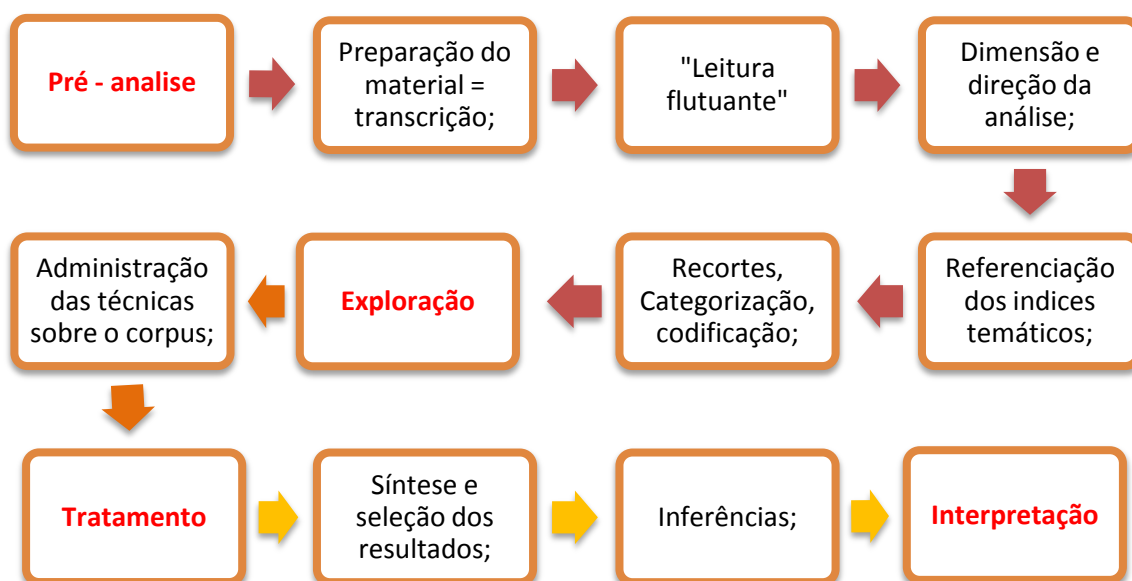 Pré - analise
Preparação do
material =
transcrição;
"Leitura
flutuante"
Dimensão e
direção da
análise;
Referenciação
dos indices
temáticos;
Recortes,
Categorização,
codificação;
Exploração
Administração
das técnicas
sobre o corpus;
Tratamento
Síntese e
seleção dos
resultados;
Inferências;
Interpretação